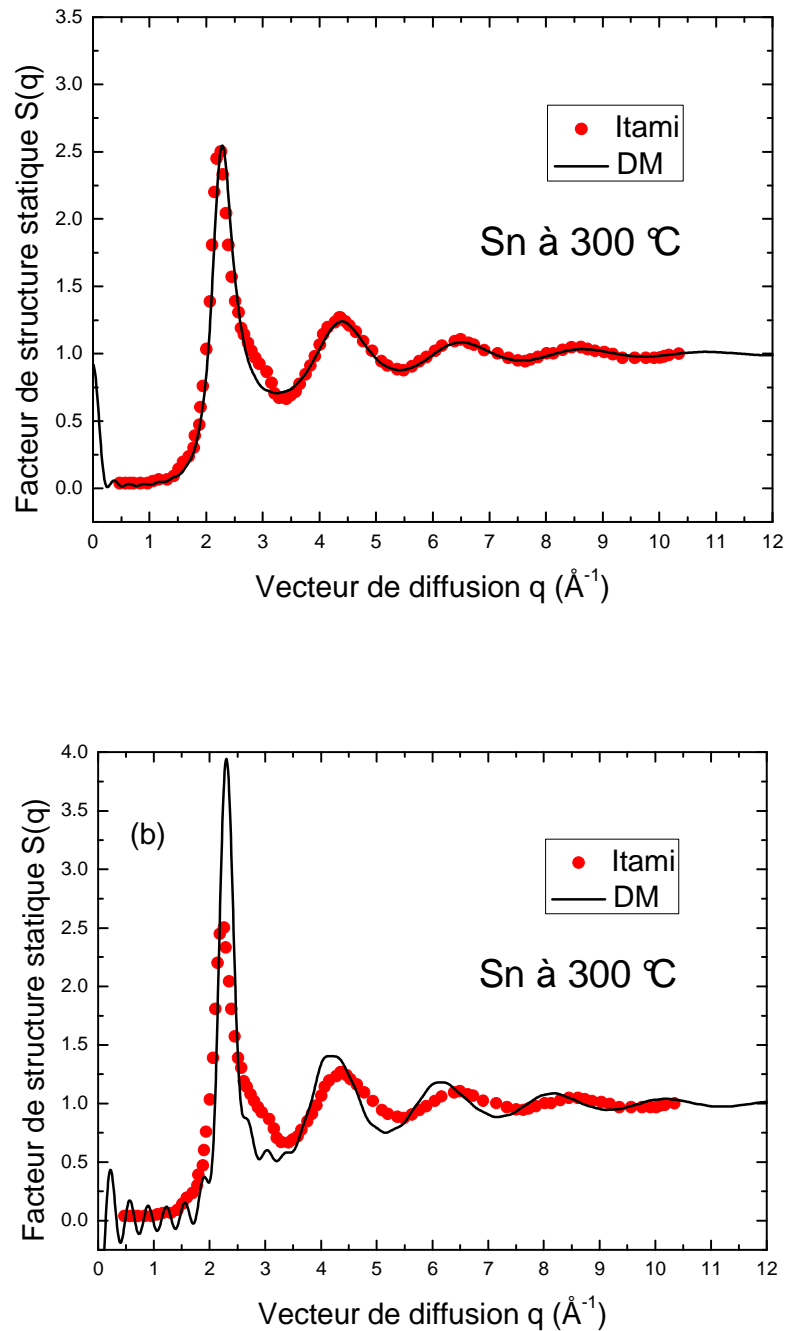 3.5
3.0
2.5
2.0
1.5
1.0
0.5
0.0
Facteur de structure statique S(q)
Itami
DM
Sn à 300 °C
0 1 2 3 4 5 6 7 8 9 10 11 12
Vecteur de diffusion q (Å⁻¹)
4.0
3.5
3.0
2.5
2.0
1.5
1.0
0.5
0.0
Facteur de structure statique S(q)
(b)
Itami
DM
Sn à 300 °C
0 1 2 3 4 5 6 7 8 9 10 11 12
Vecteur de diffusion q (Å⁻¹)